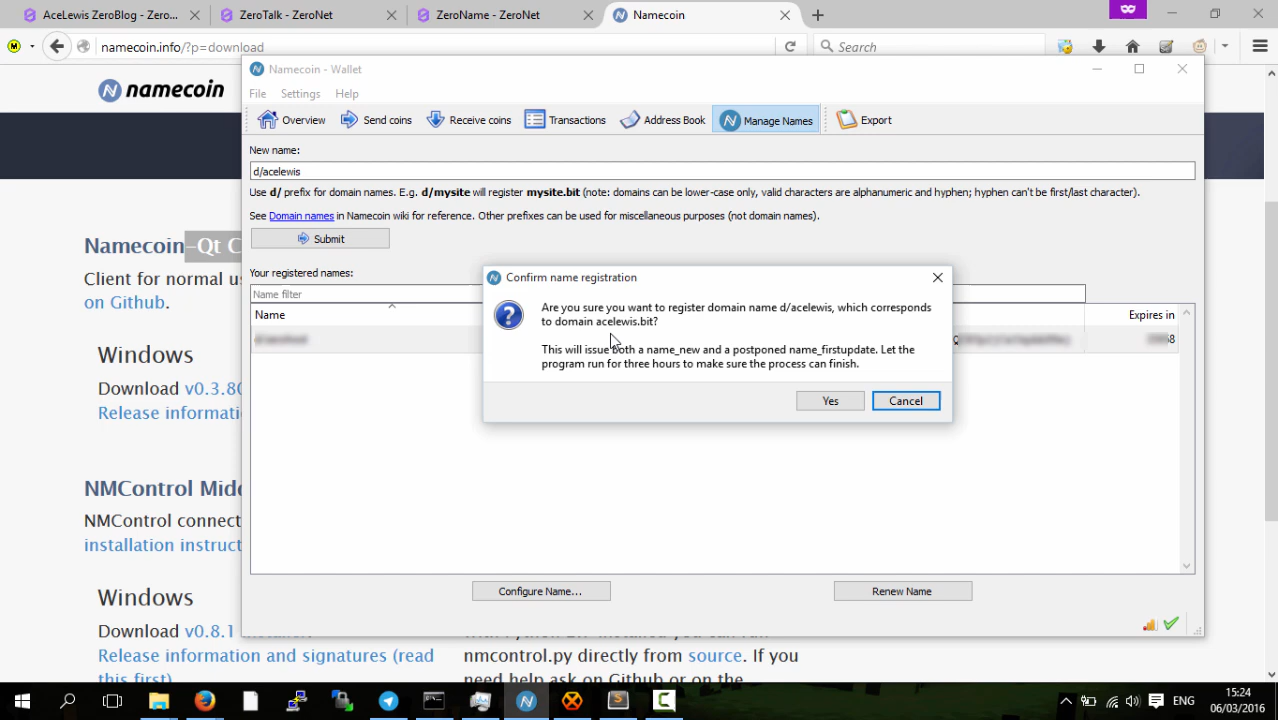 AceLewis ZeroBlog - Zero...
ZeroTalk - ZeroNet
ZeroName - ZeroNet
Namecoin
namecoin.info/?p=download
Search
namecoin
Namecoin - Wallet
File Settings Help
Overview Send coins Receive coins Transactions Address Book Manage Names Export
New name:
d/acelewis
Use d/ prefix for domain names. E.g. d/mysite will register mysite.bit (note: domains can be lower-case only, valid characters are alphanumeric and hyphen; hyphen can't be first/last character).
See Domain names in Namecoin wiki for reference. Other prefixes can be used for miscellaneous purposes (not domain names).
Submit
Your registered names:
Name filter
Name Expires in
Confirm name registration
Are you sure you want to register domain name d/acelewis, which corresponds
to domain acelewis.bit?
This will issue both a name_new and a postponed name_firstupdate. Let the
program run for three hours to make sure the process can finish.
Yes Cancel
Configure Name... Renew Name
Namecoin-Qt C
Client for normal u
on Github.
Windows
Download v0.3.80
Release informati
NMControl Midd
NMControl connect
installation instruct
Windows
Download v0.8.1
Release information and signatures (read
this first)
nmcontrol.py directly from source. If you
need help ask on Github or on the
ENG
15:24
06/03/2016